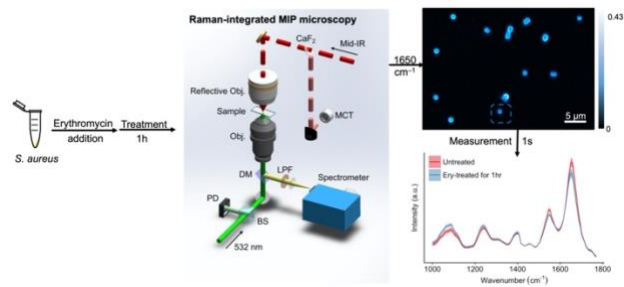 Raman-integrated MIP microscopy
CaF2
Mid-IR
Reflective Obj.
Sample
MCT
Obj.
DM
LPF
Spectrometer
PD
BS
532 nm
S. aureus
Erythromycin
addition
Treatment
1h
1650
cm⁻¹
0.43
0
5 μm
Measurement
1s
Untreated
Ery-treated for 1hr
Intensity (a.u.)
1000 1200 1400 1600 1800
Wavenumber (cm⁻¹)